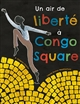 Un air de
liberté
à
Congo
Square